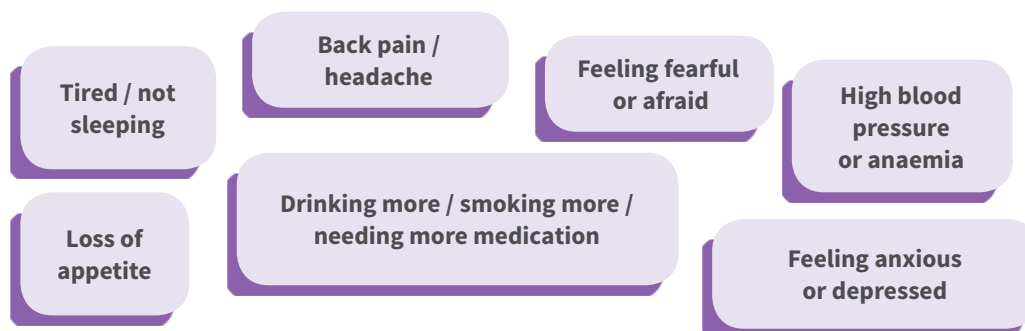 Tired / not
sleeping
Back pain /
headache
Feeling fearful
or afraid
High blood
pressure
or anaemia
Loss of
appetite
Drinking more / smoking more /
needing more medication
Feeling anxious
or depressed